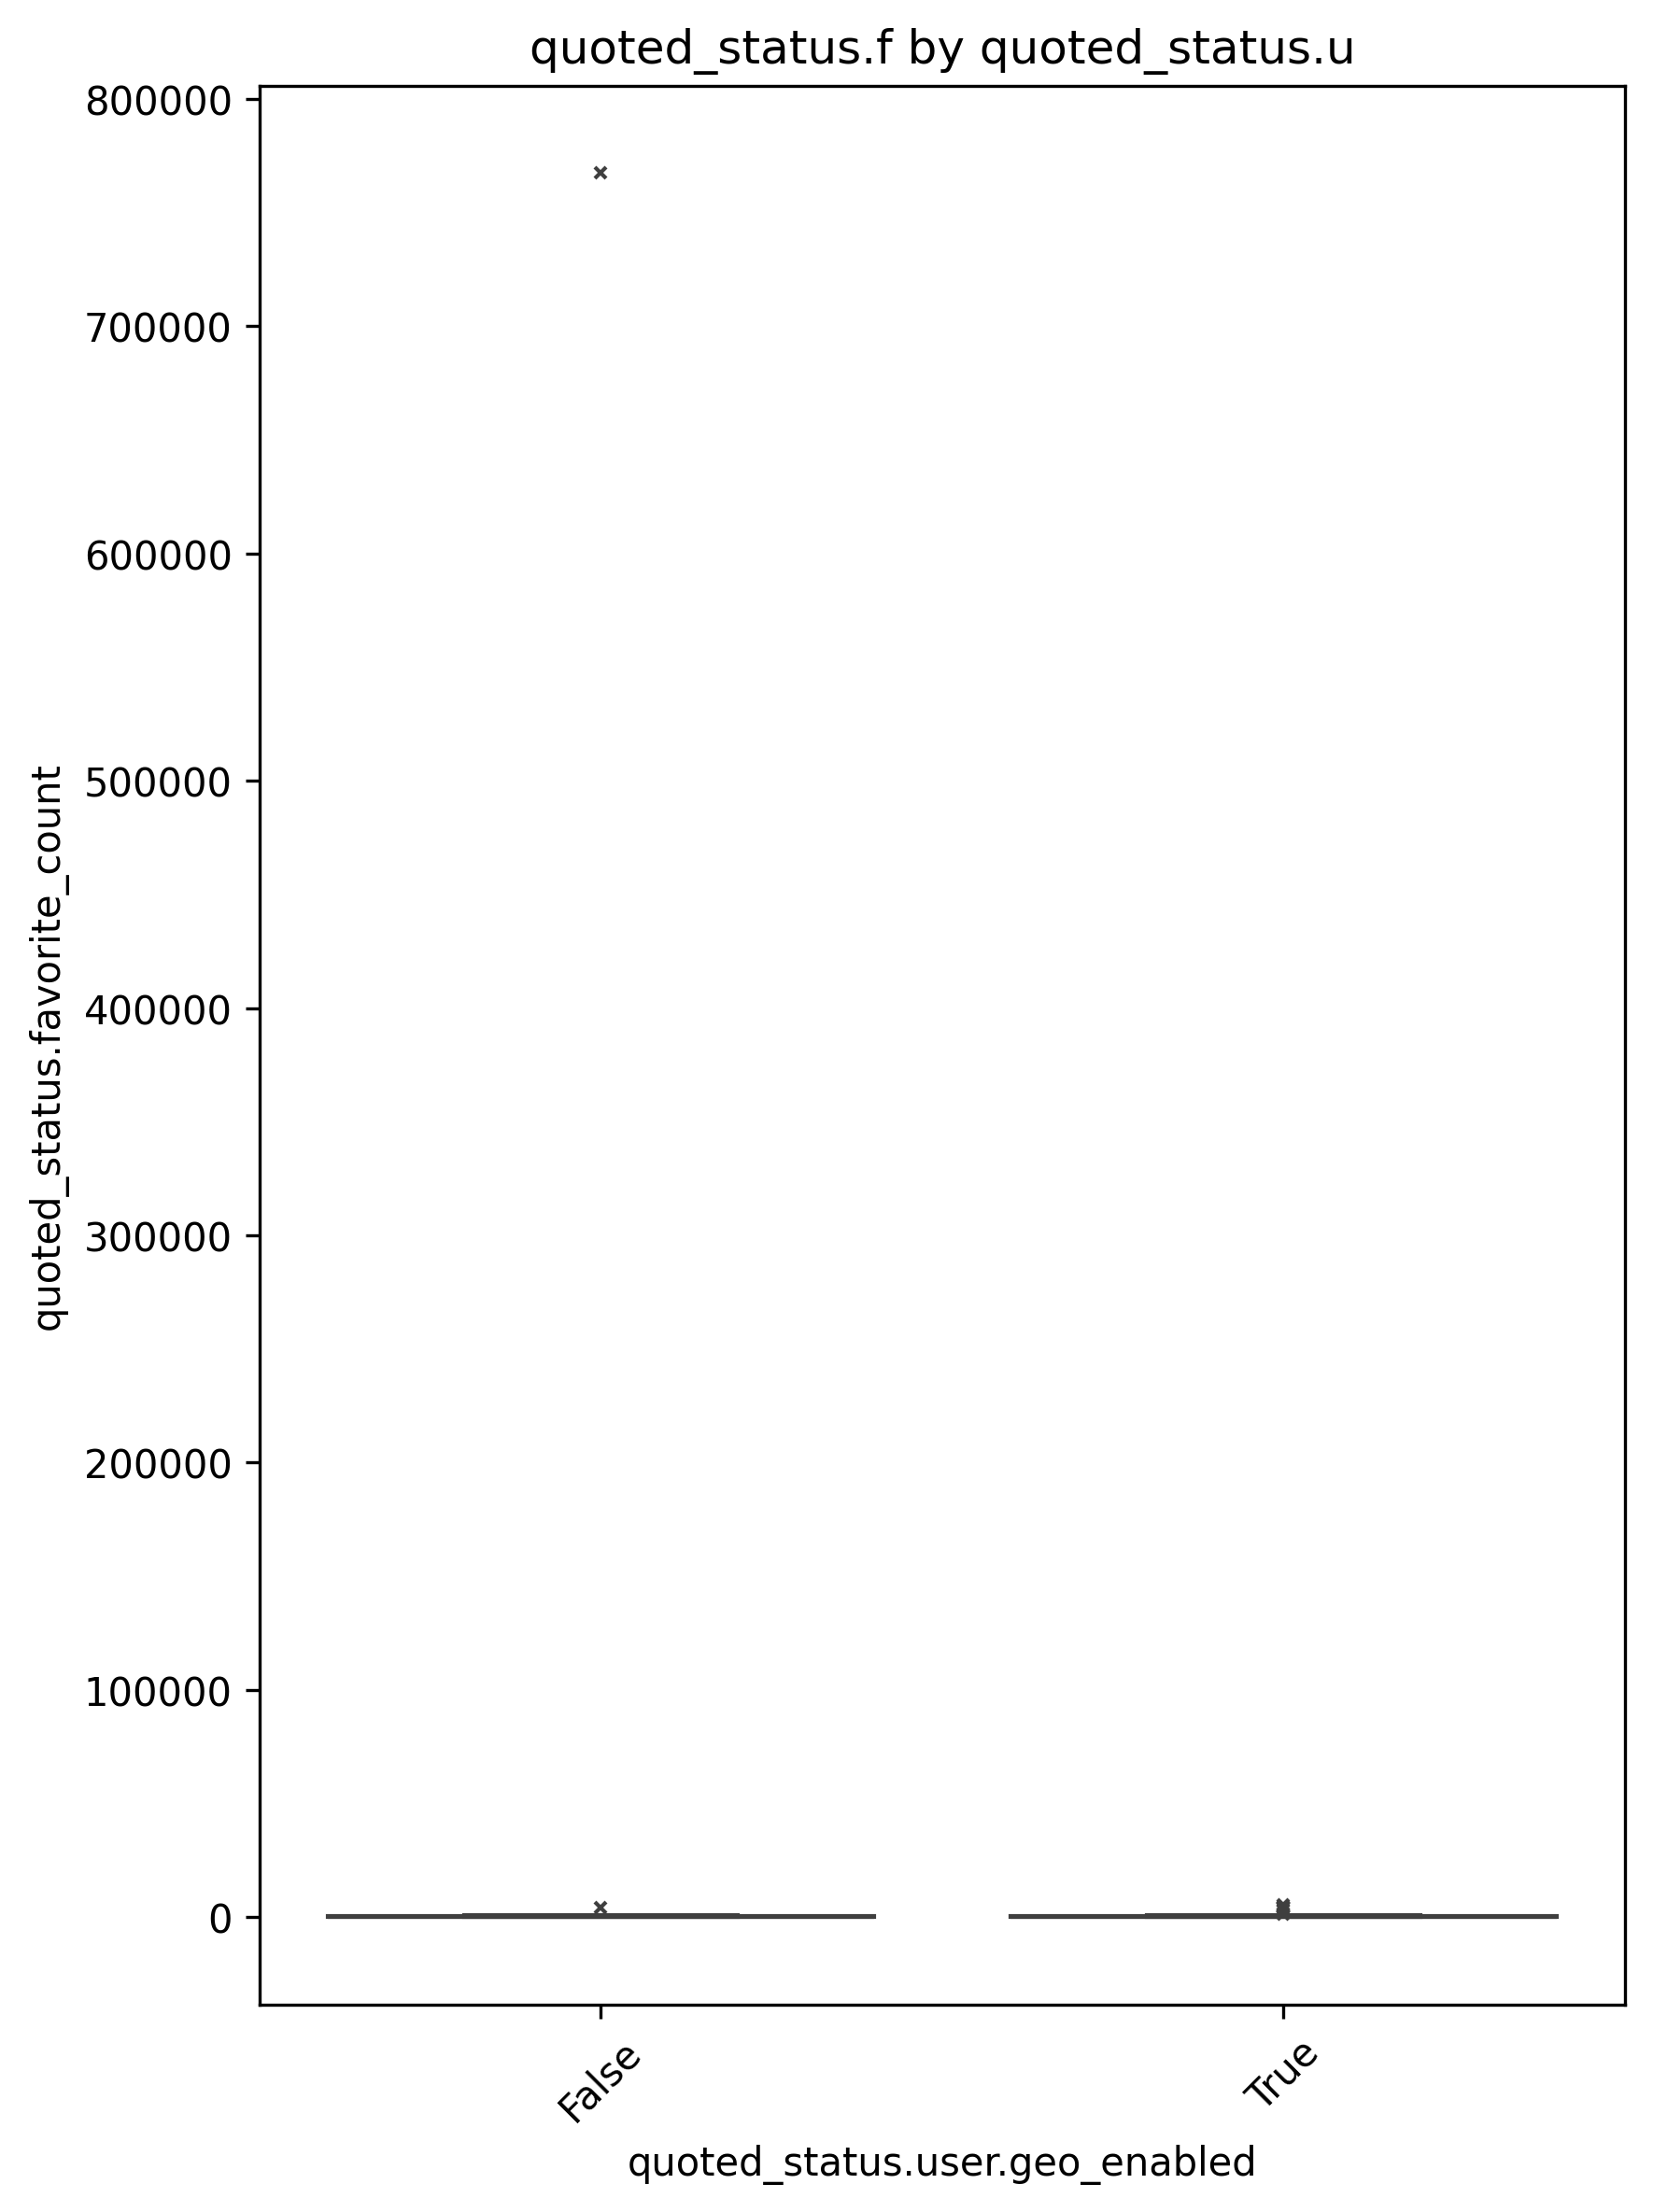 quoted_status.f by quoted_status.u
800000
700000
600000
500000
400000
300000
200000
100000
0
quoted_status.favorite_count
False
True
quoted_status.user.geo_enabled